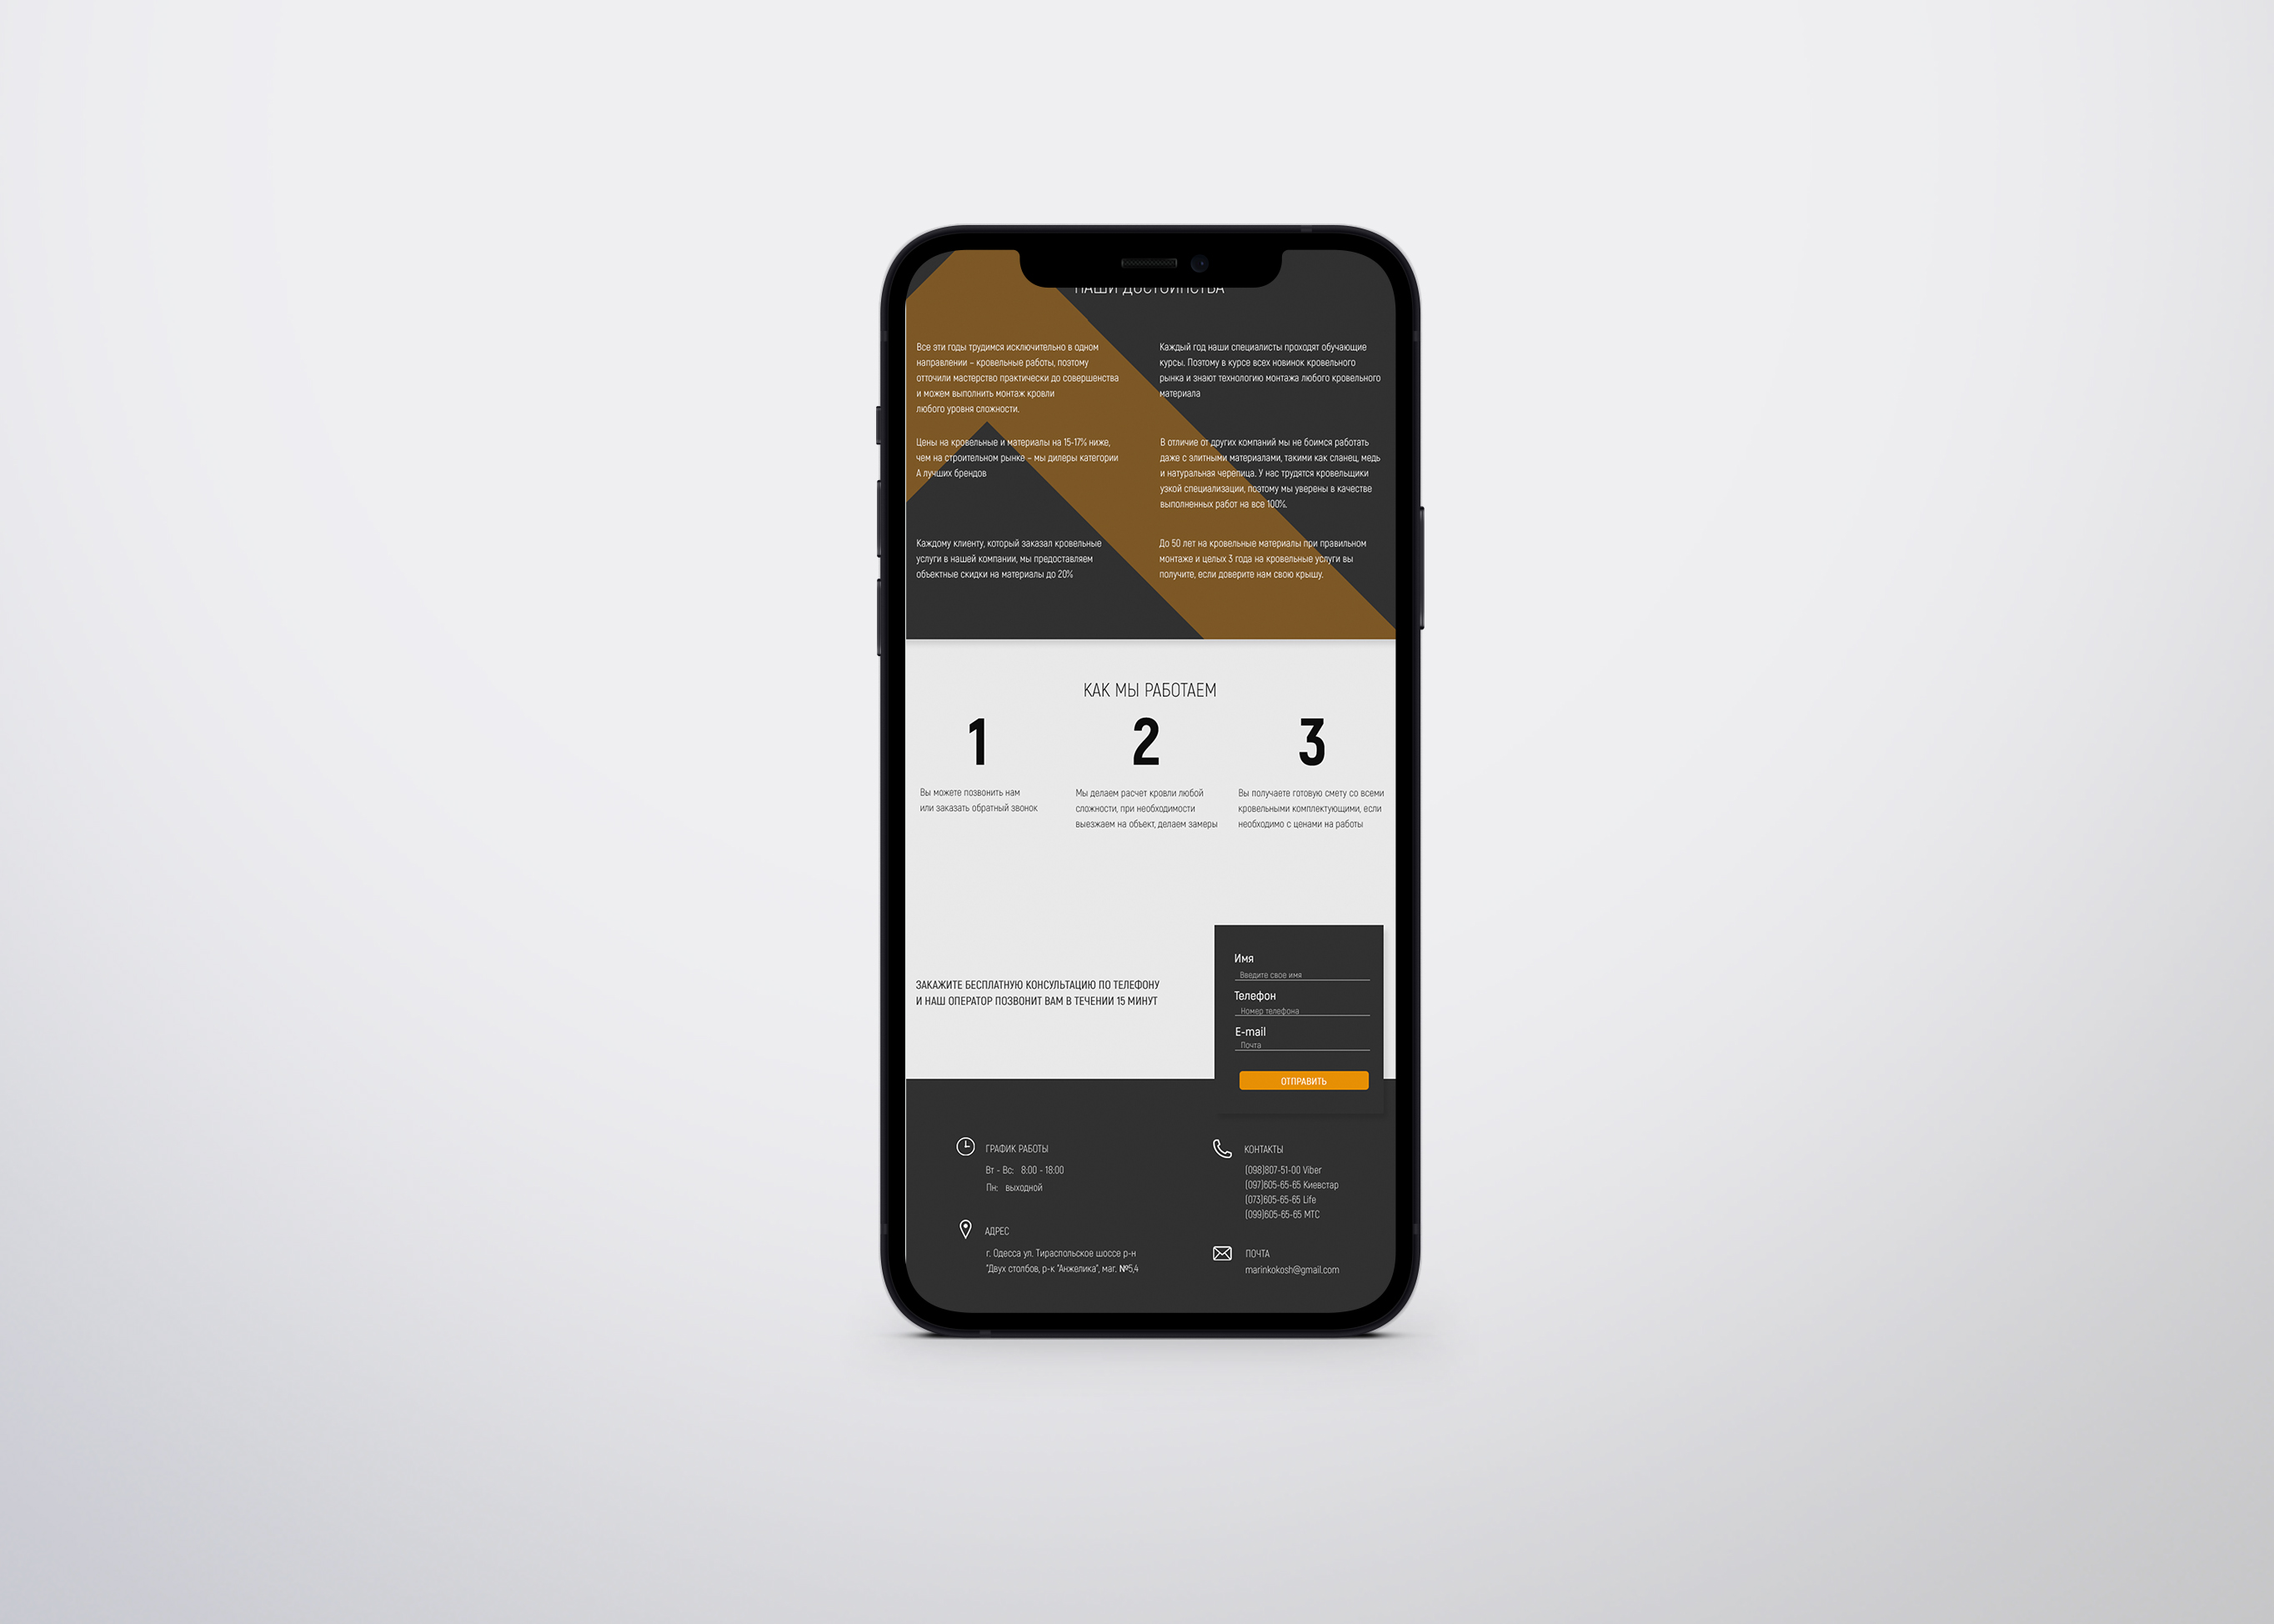 НАШИ ДОСТОИНСТВА
Все эти годы трудимся исключительно в одном
направлении – кровельные работы, поэтому
отточили мастерство практически до совершенства
и можем выполнить монтаж кровли
любого уровня сложности.
Каждый год наши специалисты проходят обучающие
курсы. Поэтому в курсе всех новинок кровельного
рынка и знают технологию монтажа любого кровельного
материала
Цены на кровельные и материалы на 15-17% ниже,
чем на строительном рынке – мы дилеры категории
А лучших брендов
В отличие от других компаний мы не боимся работать
даже с элитными материалами, такими как сланец, медь
и натуральная черепица. У нас трудятся кровельщики
узкой специализации, поэтому мы уверены в качестве
выполненных работ на все 100%.
Каждому клиенту, который заказал кровельные
услуги в нашей компании, мы предоставляем
объектные скидки на материалы до 20%
До 50 лет на кровельные материалы при правильном
монтаже и целых 3 года на кровельные услуги вы
получите, если доверите нам свою крышу.
КАК МЫ РАБОТАЕМ
1
Вы можете позвонить нам
или заказать обратный звонок
2
Мы делаем расчет кровли любой
сложности, при необходимости
выезжаем на объект, делаем замеры
3
Вы получаете готовую смету со всеми
кровельными комплектующими, если
необходимо с ценами на работы
ЗАКАЖИТЕ БЕСПЛАТНУЮ КОНСУЛЬТАЦИЮ ПО ТЕЛЕФОНУ
И НАШ ОПЕРАТОР ПОЗВОНИТ ВАМ В ТЕЧЕНИИ 15 МИНУТ
Имя
Введите свое имя
Телефон
Номер телефона
E-mail
Почта
ОТПРАВИТЬ
ГРАФИК РАБОТЫ
Вт - Вс: 8:00 - 18:00
Пн: выходной
АДРЕС
г. Одесса ул. Тираспольское шоссе р-н
"Двух столбов, р-к "Анжелика", маг. №5,4
КОНТАКТЫ
(098)807-51-00 Viber
(097)605-65-65 Киевстар
(073)605-65-65 Life
(099)605-65-65 МТС
ПОЧТА
marinkokosh@gmail.com